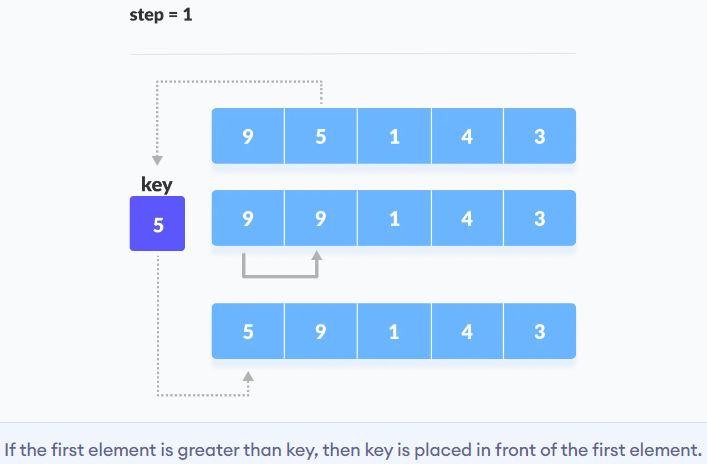 step = 1
9 5 1 4 3
key
5
9 9 1 4 3
5 9 1 4 3
If the first element is greater than key, then key is placed in front of the first element.